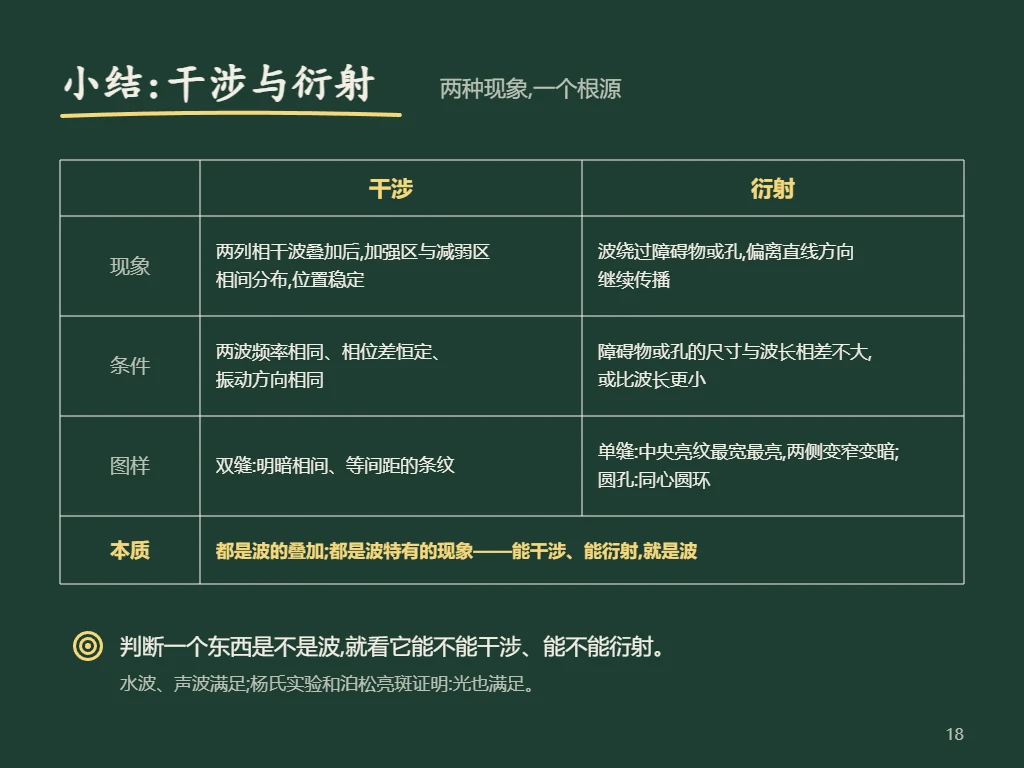 小结:干涉与衍射
两种现象,一个根源
干涉
衍射
现象
两列相干波叠加后,加强区与减弱区
相间分布,位置稳定
波绕过障碍物或孔,偏离直线方向
继续传播
条件
两波频率相同、相位差恒定、
振动方向相同
障碍物或孔的尺寸与波长相差不大,
或比波长更小
图样
双缝:明暗相间、等间距的条纹
单缝:中央亮纹最宽最亮,两侧变窄变暗;
圆孔:同心圆环
本质
都是波的叠加;都是波特有的现象——能干涉、能衍射,就是波
判断一个东西是不是波,就看它能不能干涉、能不能衍射。
水波、声波满足;杨氏实验和泊松亮斑证明:光也满足。
18